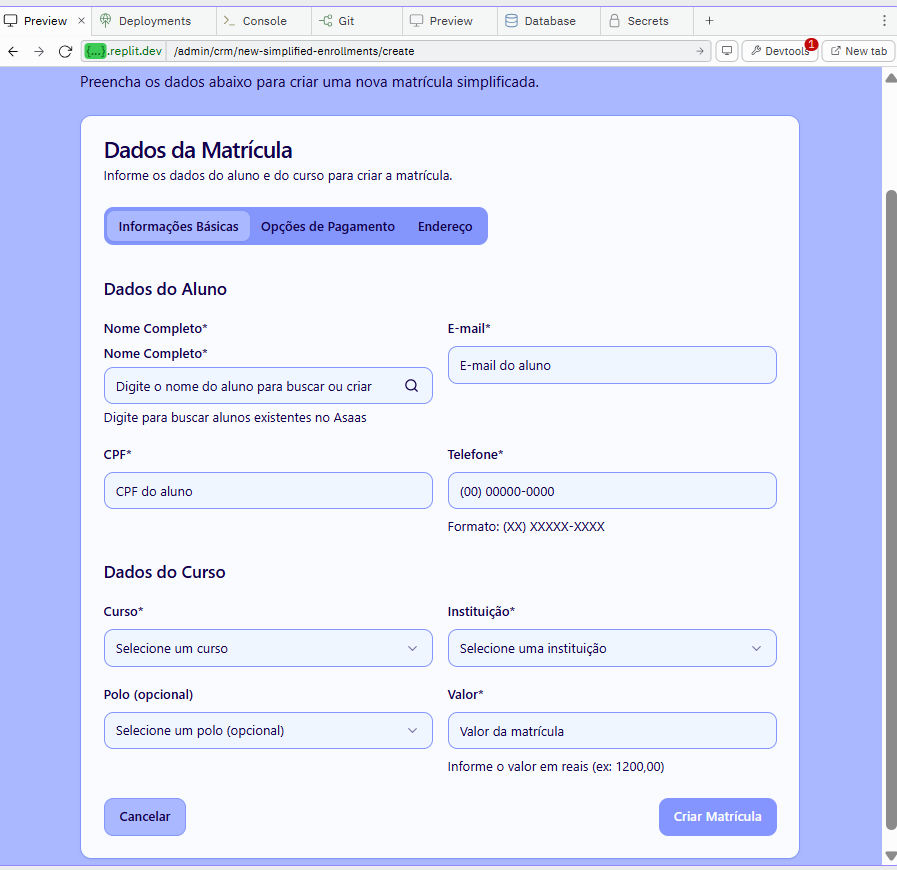 Preview Deployments Console Git Preview Database Secrets
{...}.replit.dev /admin/crm/new-simplified-enrollments/create Devtools 1 New tab
Preencha os dados abaixo para criar uma nova matrícula simplificada.
Dados da Matrícula
Informe os dados do aluno e do curso para criar a matrícula.
Informações Básicas Opções de Pagamento Endereço
Dados do Aluno
Nome Completo* E-mail*
Nome Completo*
E-mail do aluno
Digite o nome do aluno para buscar ou criar
Digite para buscar alunos existentes no Asaas
CPF* Telefone*
CPF do aluno (00) 00000-0000
Formato: (XX) XXXXX-XXXX
Dados do Curso
Curso* Instituição*
Selecione um curso Selecione uma instituição
Polo (opcional) Valor*
Selecione um polo (opcional) Valor da matrícula
Informe o valor em reais (ex: 1200,00)
Cancelar Criar Matrícula